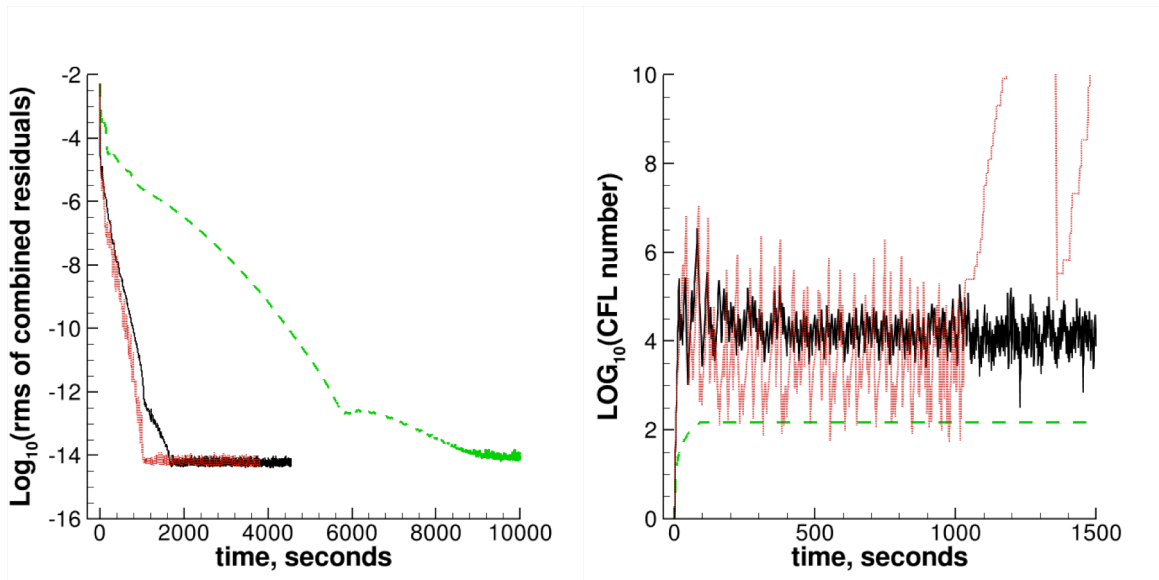 Log₁₀(rms of combined residuals)
-2
-4
-6
-8
-10
-12
-14
-16
0 2000 4000 6000 8000 10000
time, seconds
LOG₁₀(CFL number)
10
8
6
4
2
0
0 500 1000 1500
time, seconds